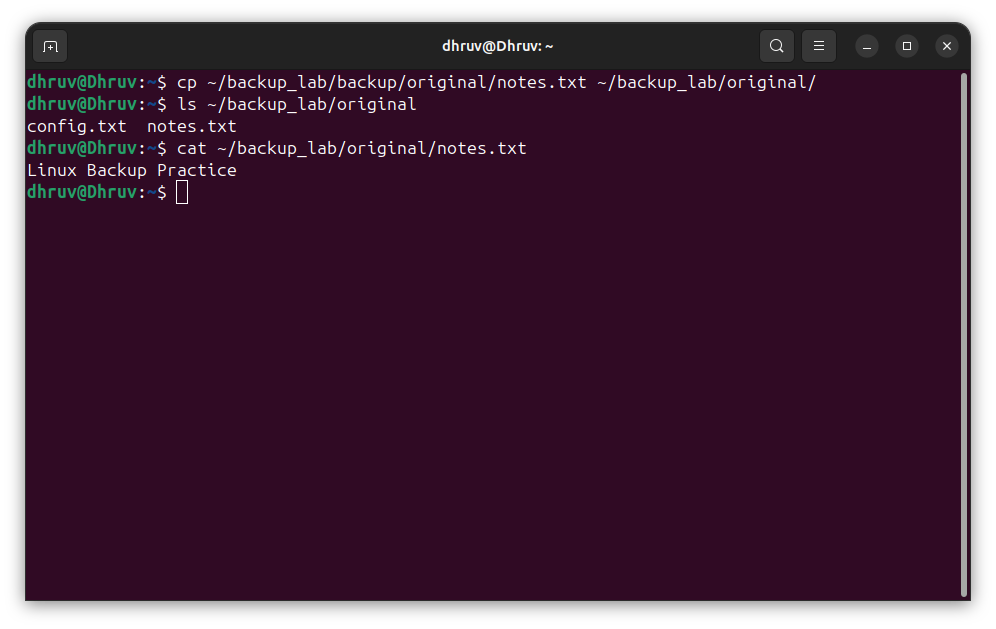 dhruv@Dhruv: ~
dhruv@Dhruv:~$ cp ~/backup_lab/backup/original/notes.txt ~/backup_lab/original/
dhruv@Dhruv:~$ ls ~/backup_lab/original
config.txt  notes.txt
dhruv@Dhruv:~$ cat ~/backup_lab/original/notes.txt
Linux Backup Practice
dhruv@Dhruv:~$